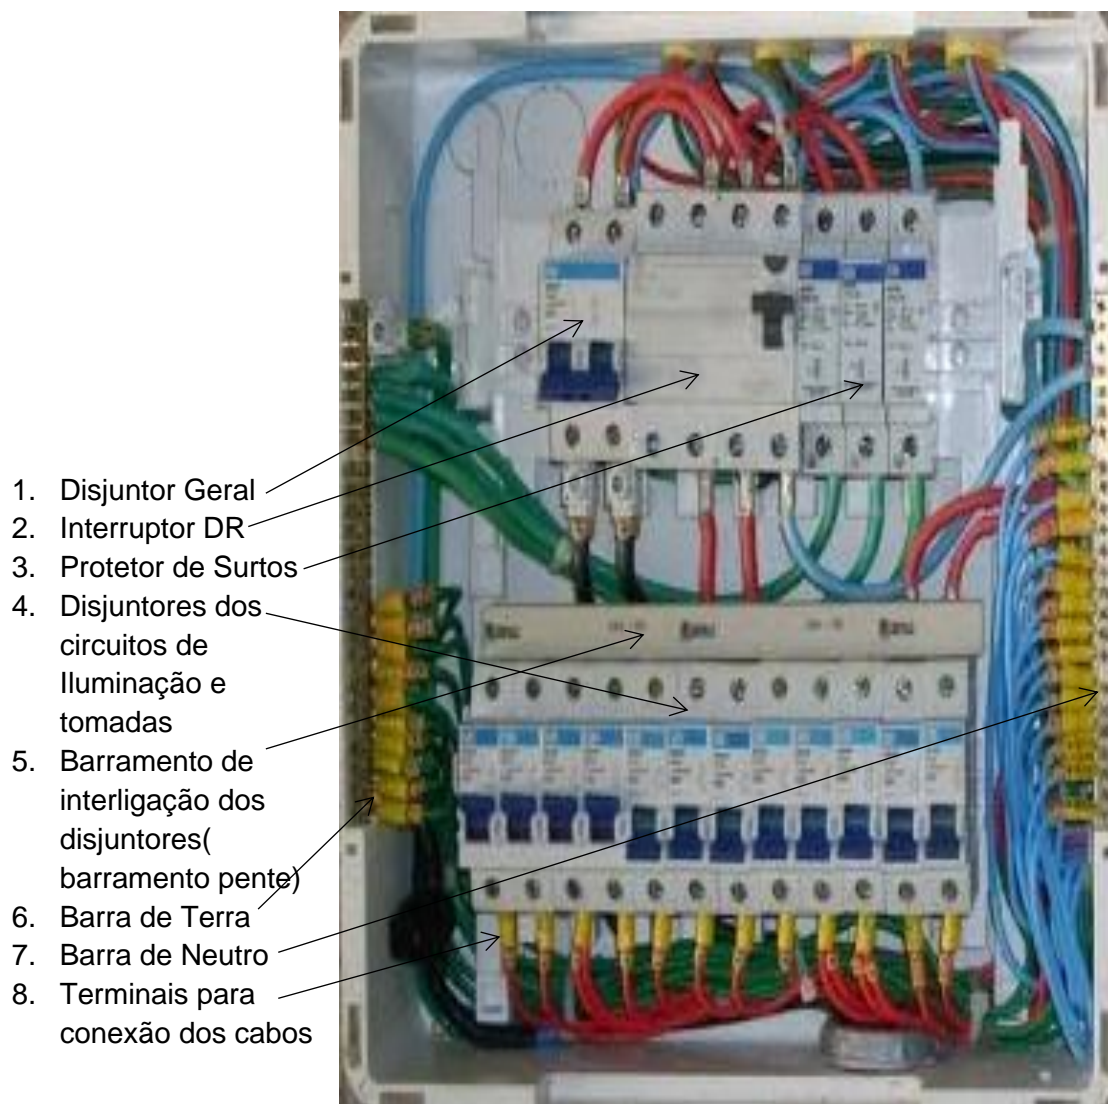 1. Disjuntor Geral
2. Interruptor DR
3. Protetor de Surtos
4. Disjuntores dos
circuitos de
Iluminação e
tomadas
5. Barramento de
interligação dos
disjuntores(
barramento pente)
6. Barra de Terra
7. Barra de Neutro
8. Terminais para
conexão dos cabos